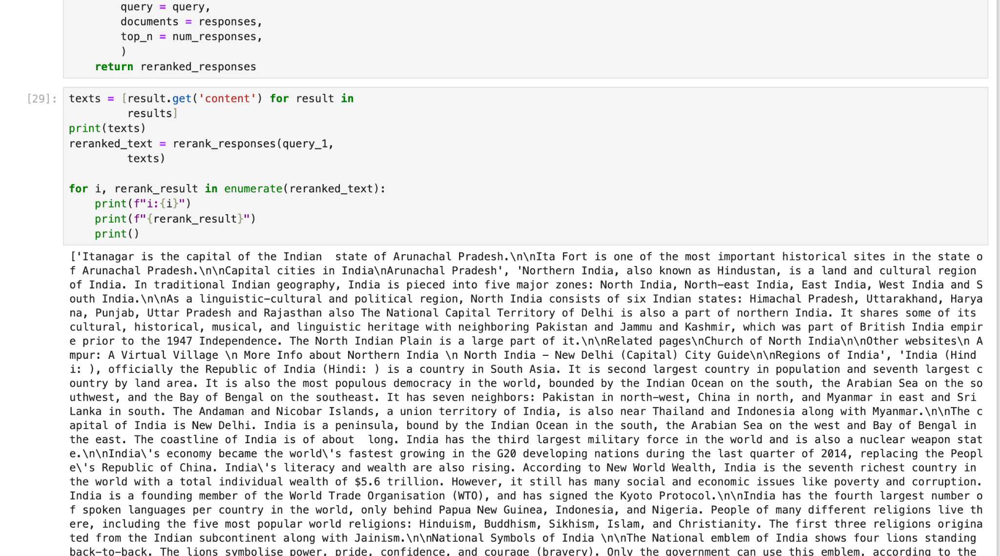 query = query,
        documents = responses,
        top_n = num_responses,
        )
    return reranked_responses
[29]: texts = [result.get('content') for result in
         results]
print(texts)
reranked_text = rerank_responses(query_1,
         texts)
for i, rerank_result in enumerate(reranked_text):
    print(f"i:{i}")
    print(f"{rerank_result}")
    print()
['Itanagar is the capital of the Indian  state of Arunachal Pradesh.\n\nIta Fort is one of the most important historical sites in the state o
f Arunachal Pradesh.\n\nCapital cities in India\nArunachal Pradesh', 'Northern India, also known as Hindustan, is a land and cultural region
of India. In traditional Indian geography, India is pieced into five major zones: North India, North-east India, East India, West India and S
outh India.\n\nAs a linguistic-cultural and political region, North India consists of six Indian states: Himachal Pradesh, Uttarakhand, Harya
na, Punjab, Uttar Pradesh and Rajasthan also The National Capital Territory of Delhi is also a part of northern India. It shares some of its
cultural, historical, musical, and linguistic heritage with neighboring Pakistan and Jammu and Kashmir, which was part of British India empir
e prior to the 1947 Independence. The North Indian Plain is a large part of it.\n\nRelated pages\nChurch of North India\n\nOther websites\n A
mpur: A Virtual Village \n More Info about Northern India \n North India - New Delhi (Capital) City Guide\n\nRegions of India', 'India (Hind
i: ), officially the Republic of India (Hindi: ) is a country in South Asia. It is second largest country in population and seventh largest c
ountry by land area. It is also the most populous democracy in the world, bounded by the Indian Ocean on the south, the Arabian Sea on the so
uthwest, and the Bay of Bengal on the southeast. It has seven neighbors: Pakistan in north-west, China in north, and Myanmar in east and Sri
Lanka in south. The Andaman and Nicobar Islands, a union territory of India, is also near Thailand and Indonesia along with Myanmar.\n\nThe c
apital of India is New Delhi. India is a peninsula, bound by the Indian Ocean in the south, the Arabian Sea on the west and Bay of Bengal in
the east. The coastline of India is of about  long. India has the third largest military force in the world and is also a nuclear weapon stat
e.\n\nIndia\'s economy became the world\'s fastest growing in the G20 developing nations during the last quarter of 2014, replacing the Peopl
e\'s Republic of China. India\'s literacy and wealth are also rising. According to New World Wealth, India is the seventh richest country in
the world with a total individual wealth of $5.6 trillion. However, it still has many social and economic issues like poverty and corruption.
India is a founding member of the World Trade Organisation (WTO), and has signed the Kyoto Protocol.\n\nIndia has the fourth largest number o
f spoken languages per country in the world, only behind Papua New Guinea, Indonesia, and Nigeria. People of many different religions live th
ere, including the five most popular world religions: Hinduism, Buddhism, Sikhism, Islam, and Christianity. The first three religions origina
ted from the Indian subcontinent along with Jainism.\n\nNational Symbols of India \n\nThe National emblem of India shows four lions standing
back-to-back. The lions symbolise power, pride, confidence, and courage (bravery). Only the government can use this emblem, according to the